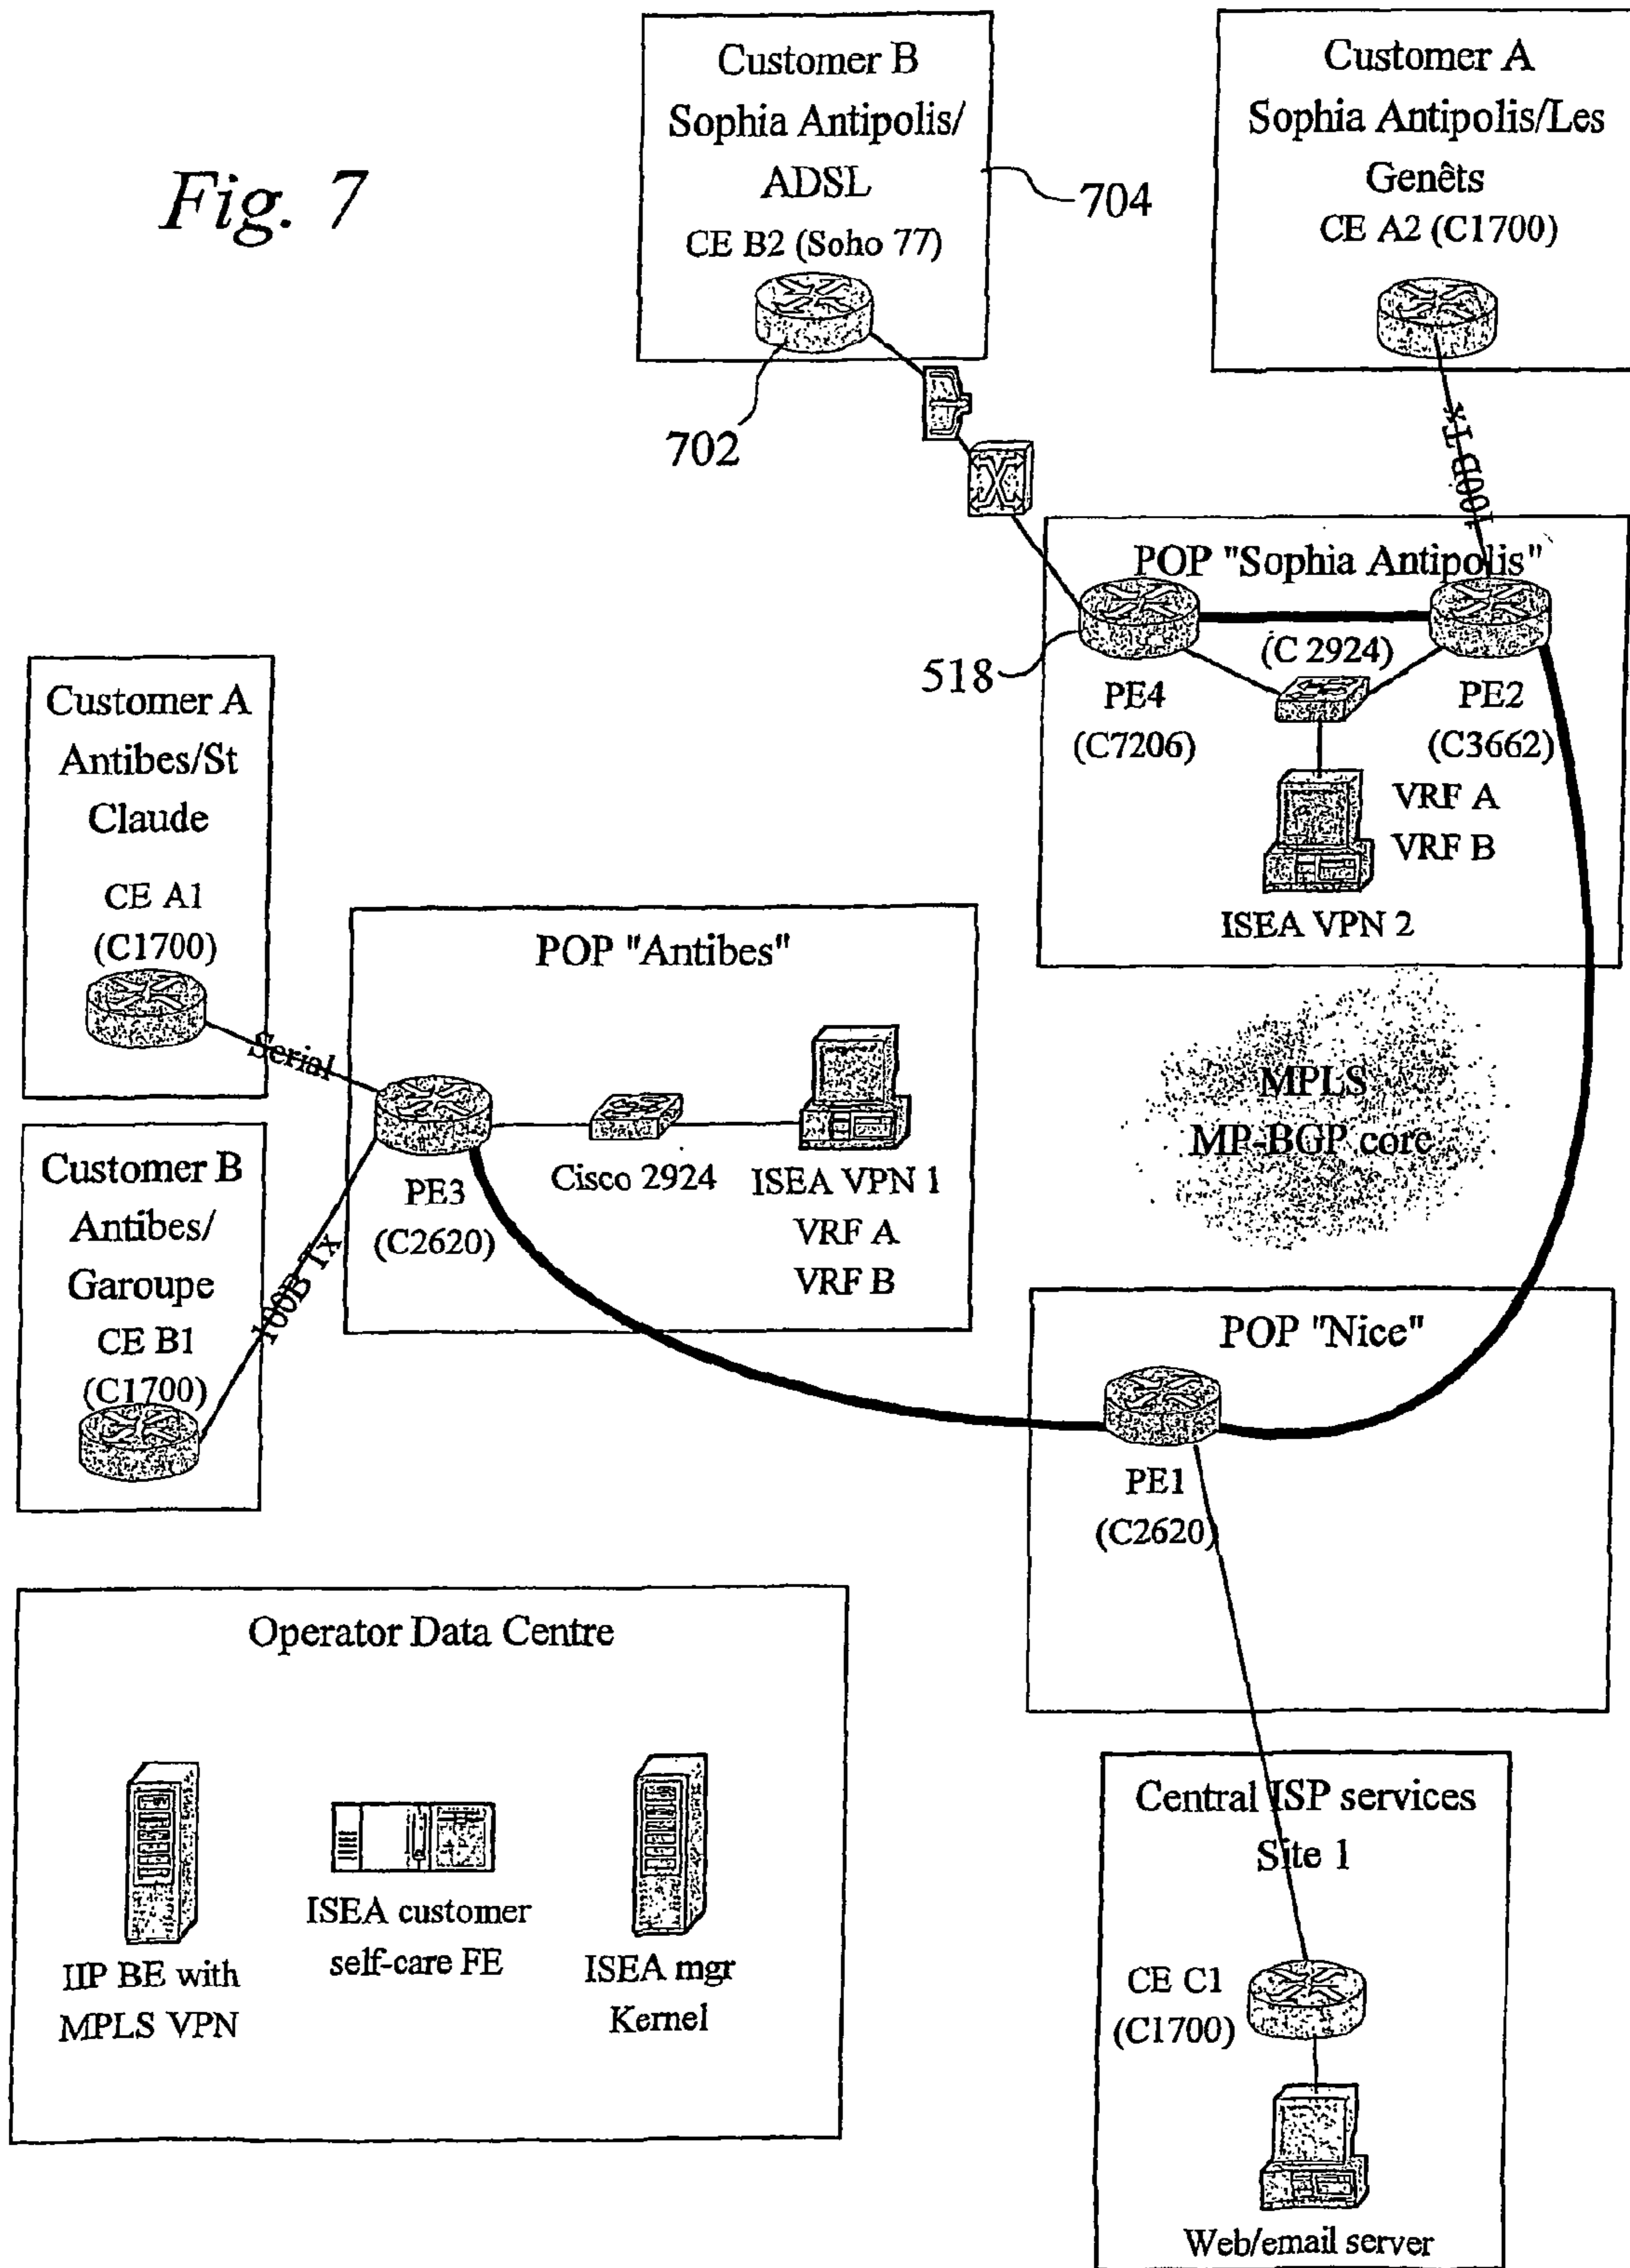 Fig. 7
Customer B
Sophia Antipolis/
ADSL
CE B2 (Soho 77)
704
702
Customer A
Sophia Antipolis/Les
Genêts
CE A2 (C1700)
100B Tx
POP "Sophia Antipolis"
518
(C 2924)
PE4
(C7206)
PE2
(C3662)
VRF A
VRF B
ISEA VPN 2
Customer A
Antibes/St
Claude
CE A1
(C1700)
Serial
POP "Antibes"
PE3
(C2620)
Cisco 2924
ISEA VPN 1
VRF A
VRF B
MPLS
MP-BGP core
Customer B
Antibes/
Garoupe
CE B1
(C1700)
100B Tx
POP "Nice"
PE1
(C2620)
Operator Data Centre
IIP BE with
MPLS VPN
ISEA customer
self-care FE
ISEA mgr
Kernel
Central ISP services
Site 1
CE C1
(C1700)
Web/email server